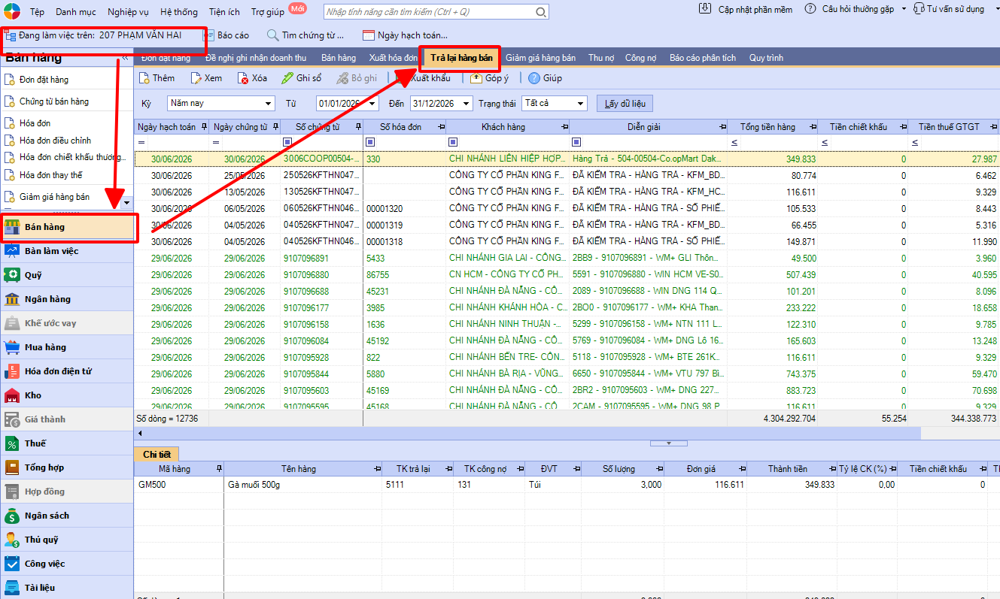 Tệp Danh mục Nghiệp vụ Hệ thống Tiện ích Trợ giúp Mới Nhập tính năng cần tìm kiếm (Ctrl + Q) Cập nhật phần mềm Câu hỏi thường gặp Tư vấn sử dụng
Đang làm việc trên: 207 PHẠM VĂN HAI Báo cáo Tìm chứng từ ... Ngày hạch toán...
Bán hàng «
Đơn đặt hàng Đề nghị ghi nhận doanh thu Bán hàng Xuất hóa đơn Trả lại hàng bán Giảm giá hàng bán Thu nợ Công nợ Báo cáo phân tích Quy trình
Thêm Xem Xóa Ghi sổ Bỏ ghi Xuất khẩu Góp ý Giúp
Kỳ Năm nay Từ 01/01/2026 Đến 31/12/2026 Trạng thái Tất cả Lấy dữ liệu
Đơn đặt hàng
Chứng từ bán hàng
Hóa đơn
Hóa đơn điều chỉnh
Hóa đơn chiết khấu thương...
Hóa đơn thay thế
Giảm giá hàng bán
Bán hàng
Bàn làm việc
Quỹ
Ngân hàng
Khế ước vay
Mua hàng
Hóa đơn điện tử
Kho
Giá thành
Thuế
Tổng hợp
Hợp đồng
Ngân sách
Thủ quỹ
Công việc
Tài liệu
Ngày hạch toán Ngày chứng từ Số chứng từ Số hóa đơn Khách hàng Diễn giải Tổng tiền hàng Tiền chiết khấu Tiền thuế GTGT
= = ≤ ≤ ≤
30/06/2026 30/06/2026 3006COOP00504-... 330 CHI NHÁNH LIÊN HIỆP HỢP... Hàng Trả - 504-00504-Co.opMart Dak... 349.833 0 27.987
30/06/2026 25/05/2026 250526KFTHN047... CÔNG TY CỔ PHẦN KING F... ĐÃ KIỂM TRA - HÀNG TRẢ - KFM_BD... 80.774 0 6.462
30/06/2026 13/05/2026 130526KFTHN047... CÔNG TY CỔ PHẦN KING F... ĐÃ KIỂM TRA - HÀNG TRẢ - KFM_HC... 116.611 0 9.329
30/06/2026 06/05/2026 060526KFTHN046... 00001320 CÔNG TY CỔ PHẦN KING F... ĐÃ KIỂM TRA - HÀNG TRẢ - SỐ PHIẾ... 105.533 0 8.443
30/06/2026 04/05/2026 040526KFTHN047... 00001319 CÔNG TY CỔ PHẦN KING F... ĐÃ KIỂM TRA - HÀNG TRẢ - KFM_BD... 66.455 0 5.316
30/06/2026 04/05/2026 040526KFTHN046... 00001318 CÔNG TY CỔ PHẦN KING F... ĐÃ KIỂM TRA - HÀNG TRẢ - SỐ PHIẾ... 149.871 0 11.990
29/06/2026 29/06/2026 9107096891 5433 CHI NHÁNH GIA LAI - CÔNG... 2BB9 - 9107096891 - WM+ GLI Thôn... 49.500 0 3.960
29/06/2026 29/06/2026 9107096880 86755 CN HCM - CÔNG TY CỔ PH... 5591 - 9107096880 - WIN HCM VE-S0... 507.439 0 40.595
29/06/2026 29/06/2026 9107096688 45231 CHI NHÁNH ĐÀ NẴNG - CÔ... 2089 - 9107096688 - WIN DNG 114 Q... 101.201 0 8.096
29/06/2026 29/06/2026 9107096177 3985 CHI NHÁNH KHÁNH HÒA - C... 2BO0 - 9107096177 - WM+ KHA Than... 233.222 0 18.658
29/06/2026 29/06/2026 9107096158 1636 CHI NHÁNH NINH THUẬN -... 5299 - 9107096158 - WM+ NTN 111 L... 122.310 0 9.785
29/06/2026 29/06/2026 9107096084 45192 CHI NHÁNH ĐÀ NẴNG - CÔ... 5769 - 9107096084 - WM+ DNG Lô 16... 165.603 0 13.248
29/06/2026 29/06/2026 9107095928 822 CHI NHÁNH BẾN TRE- CÔN... 5118 - 9107095928 - WM+ BTE 261K... 116.611 0 9.329
29/06/2026 29/06/2026 9107095844 5880 CHI NHÁNH BÀ RỊA - VŨNG... 6650 - 9107095844 - WM+ VTU 797 Bì... 743.375 0 59.470
29/06/2026 29/06/2026 9107095603 45169 CHI NHÁNH ĐÀ NẴNG - CÔ... 2BR2 - 9107095603 - WM+ DNG 227... 883.723 0 70.698
29/06/2026 29/06/2026 9107095595 45168 CHI NHÁNH ĐÀ NẴNG - CÔ... 2CAM - 9107095595 - WM+ DNG 98 P... 116.611 0 9.329
Số dòng = 12736 4.304.292.704 55.254 344.338.773
Chi tiết
Mã hàng Tên hàng TK trả lại TK công nợ ĐVT Số lượng Đơn giá Thành tiền Tỷ lệ CK (%) Tiền chiết khấu
GM500 Gà muối 500g 5111 131 Túi 3,000 116.611 349.833 0,00 0